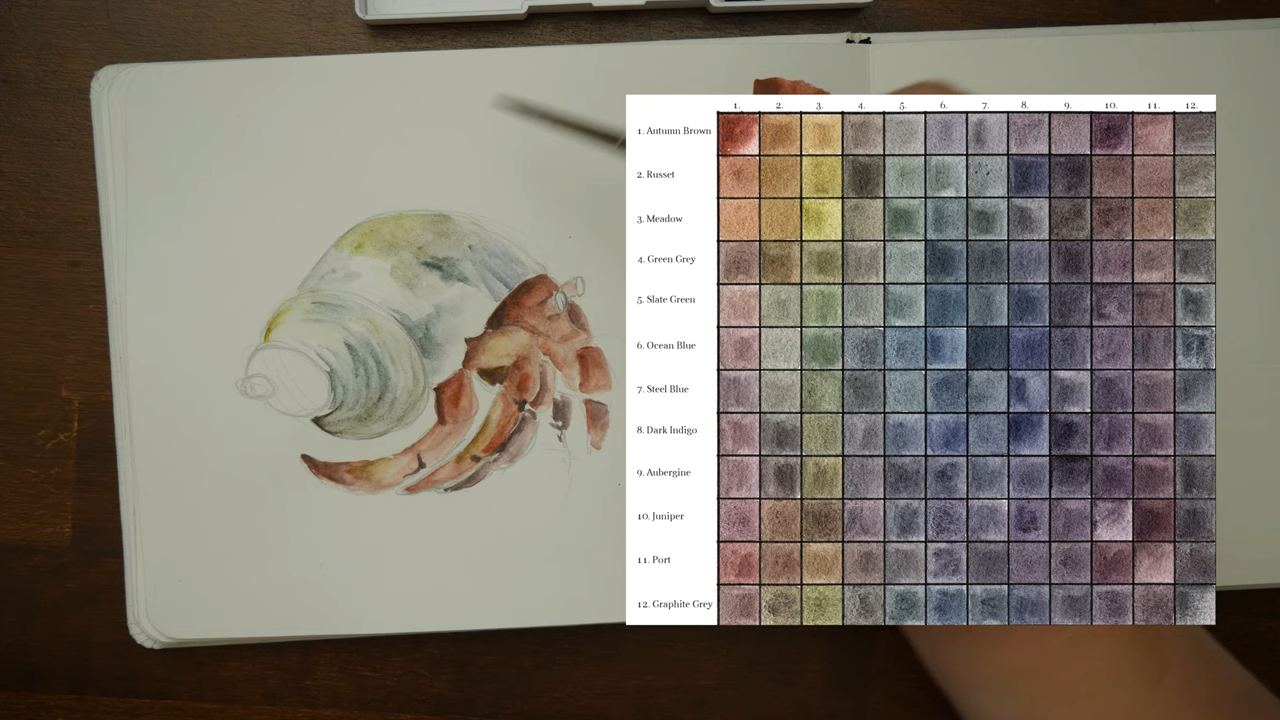 1. 2. 3. 4. 5. 6. 7. 8. 9. 10. 11. 12.
1. Autumn Brown
2. Russet
3. Meadow
4. Green Grey
5. Slate Green
6. Ocean Blue
7. Steel Blue
8. Dark Indigo
9. Aubergine
10. Juniper
11. Port
12. Graphite Grey